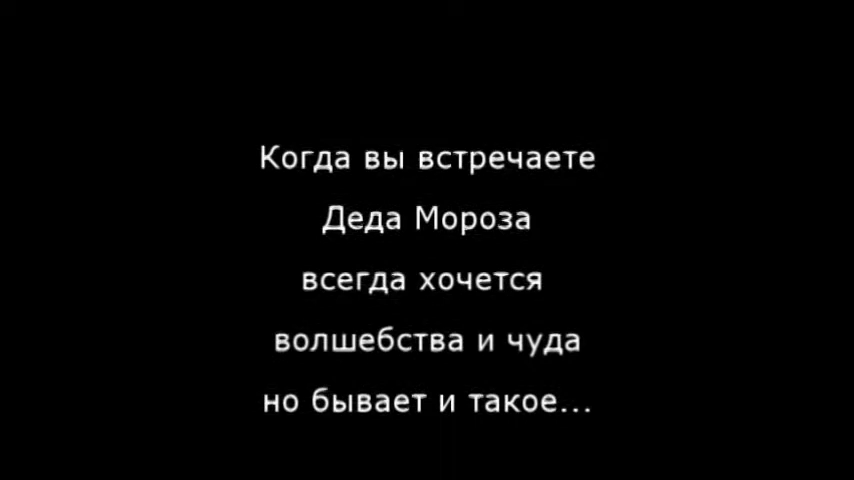 Когда вы встречаете
Деда Мороза
всегда хочется
волшебства и чуда
но бывает и такое...